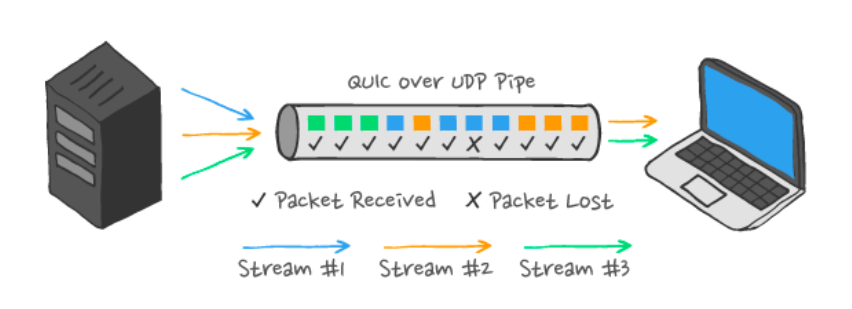 QUIC over UDP Pipe
✓ ✓ ✓ ✓ ✓ ✓ ✗ ✓ ✓ ✓ ✓
✓ Packet Received ✗ Packet Lost
Stream #1 Stream #2 Stream #3